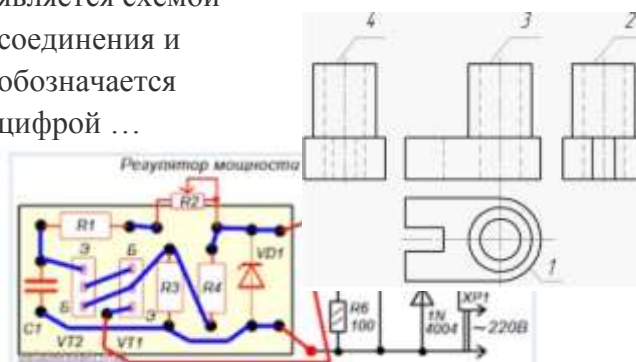 является схемой
соединения и
обозначается
цифрой …
4 3 2
1
Регулятор мощности
R2
R1
Э Б
VD1
R3 R4
Б Э
C1
VT2 VT1
R6
100
1N
4004
XP1
~220В